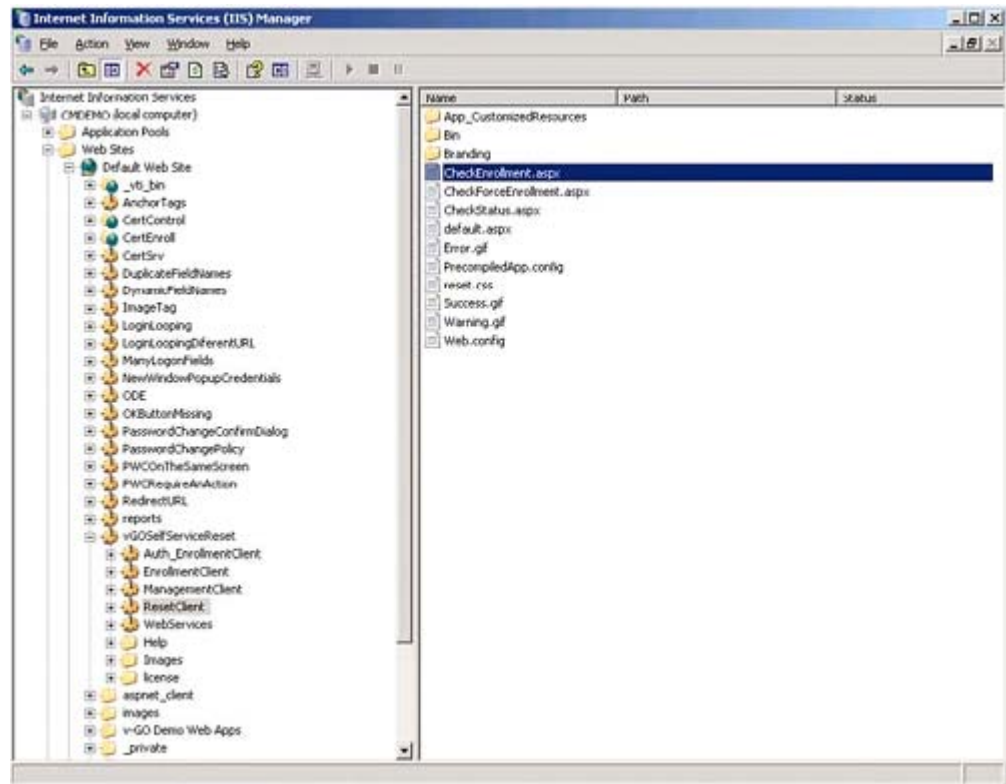 Internet Information Services (IIS) Manager
File Action View Window Help
Internet Information Services
CMDEMO (local computer)
Application Pools
Web Sites
Default Web Site
_vti_bin
AnchorTags
CertControl
CertEnroll
CertSrv
DuplicateFieldNames
DynamicFieldNames
ImageTag
LoginLooping
LoginLoopingDiferentURL
ManyLogonFields
NewWindowPopupCredentials
ODE
OKButtonMissing
PasswordChangeConfirmDialog
PasswordChangePolicy
PWCOnTheSameScreen
PWCRequireAnAction
RedirectURL
reports
vGOSelfServiceReset
Auth_EnrollmentClient
EnrollmentClient
ManagementClient
ResetClient
WebServices
Help
Images
license
aspnet_client
images
v-GO Demo Web Apps
_private
Name Path Status
App_CustomizedResources
Bin
Branding
CheckEnrollment.aspx
CheckForceEnrollment.aspx
CheckStatus.aspx
default.aspx
Error.gif
PrecompiledApp.config
reset.css
Success.gif
Warning.gif
Web.config